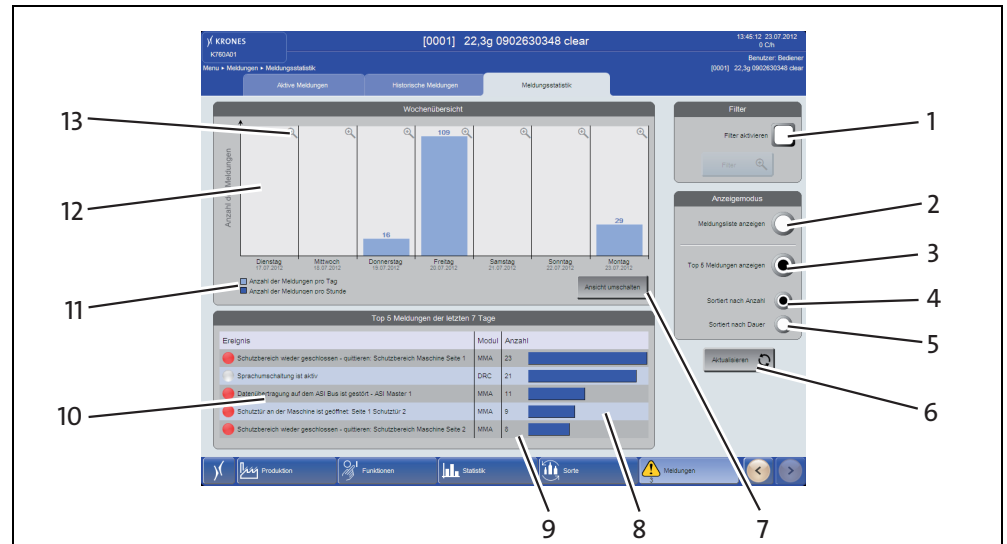 KRONES
K760A01
[0001] 22,3g 0902630348 clear
13:46:12 23.07.2012
0 C/h
Benutzer: Bediener
[0001] 22,3g 0902630348 clear
Menu ▸ Meldungen ▸ Meldungsstatistik
Aktive Meldungen
Historische Meldungen
Meldungsstatistik
Wochenübersicht
Anzahl der Meldungen
109
16
29
Dienstag
17.07.2012
Mittwoch
18.07.2012
Donnerstag
19.07.2012
Freitag
20.07.2012
Samstag
21.07.2012
Sonntag
22.07.2012
Montag
23.07.2012
Anzahl der Meldungen pro Tag
Anzahl der Meldungen pro Stunde
Ansicht umschalten
Top 5 Meldungen der letzten 7 Tage
Ereignis Modul Anzahl
Schutzbereich wieder geschlossen - quittieren: Schutzbereich Maschine Seite 1 MMA 23
Sprachumschaltung ist aktiv DRC 21
Datenübertragung auf dem ASI Bus ist gestört - ASI Master 1 MMA 11
Schutztür an der Maschine ist geöffnet: Seite 1 Schutztür 2 MMA 9
Schutzbereich wieder geschlossen - quittieren: Schutzbereich Maschine Seite 2 MMA 8
Filter
Filter aktivieren
Filter
Anzeigemodus
Meldungsliste anzeigen
Top 5 Meldungen anzeigen
Sortiert nach Anzahl
Sortiert nach Dauer
Aktualisieren
Produktion
Funktionen
Statistik
Sorte
5
Meldungen
1
2
3
4
5
6
7
8
9
10
11
12
13